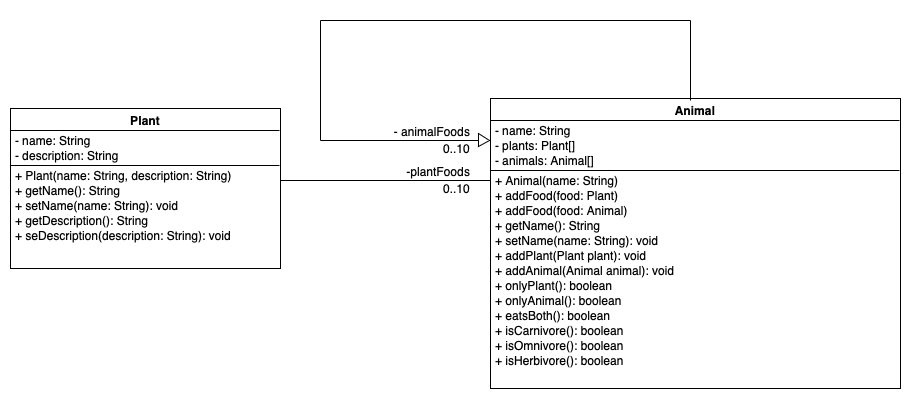 Plant
- name: String
- description: String
+ Plant(name: String, description: String)
+ getName(): String
+ setName(name: String): void
+ getDescription(): String
+ seDescription(description: String): void
- animalFoods
0..10
-plantFoods
0..10
Animal
- name: String
- plants: Plant[]
- animals: Animal[]
+ Animal(name: String)
+ addFood(food: Plant)
+ addFood(food: Animal)
+ getName(): String
+ setName(name: String): void
+ addPlant(Plant plant): void
+ addAnimal(Animal animal): void
+ onlyPlant(): boolean
+ onlyAnimal(): boolean
+ eatsBoth(): boolean
+ isCarnivore(): boolean
+ isOmnivore(): boolean
+ isHerbivore(): boolean